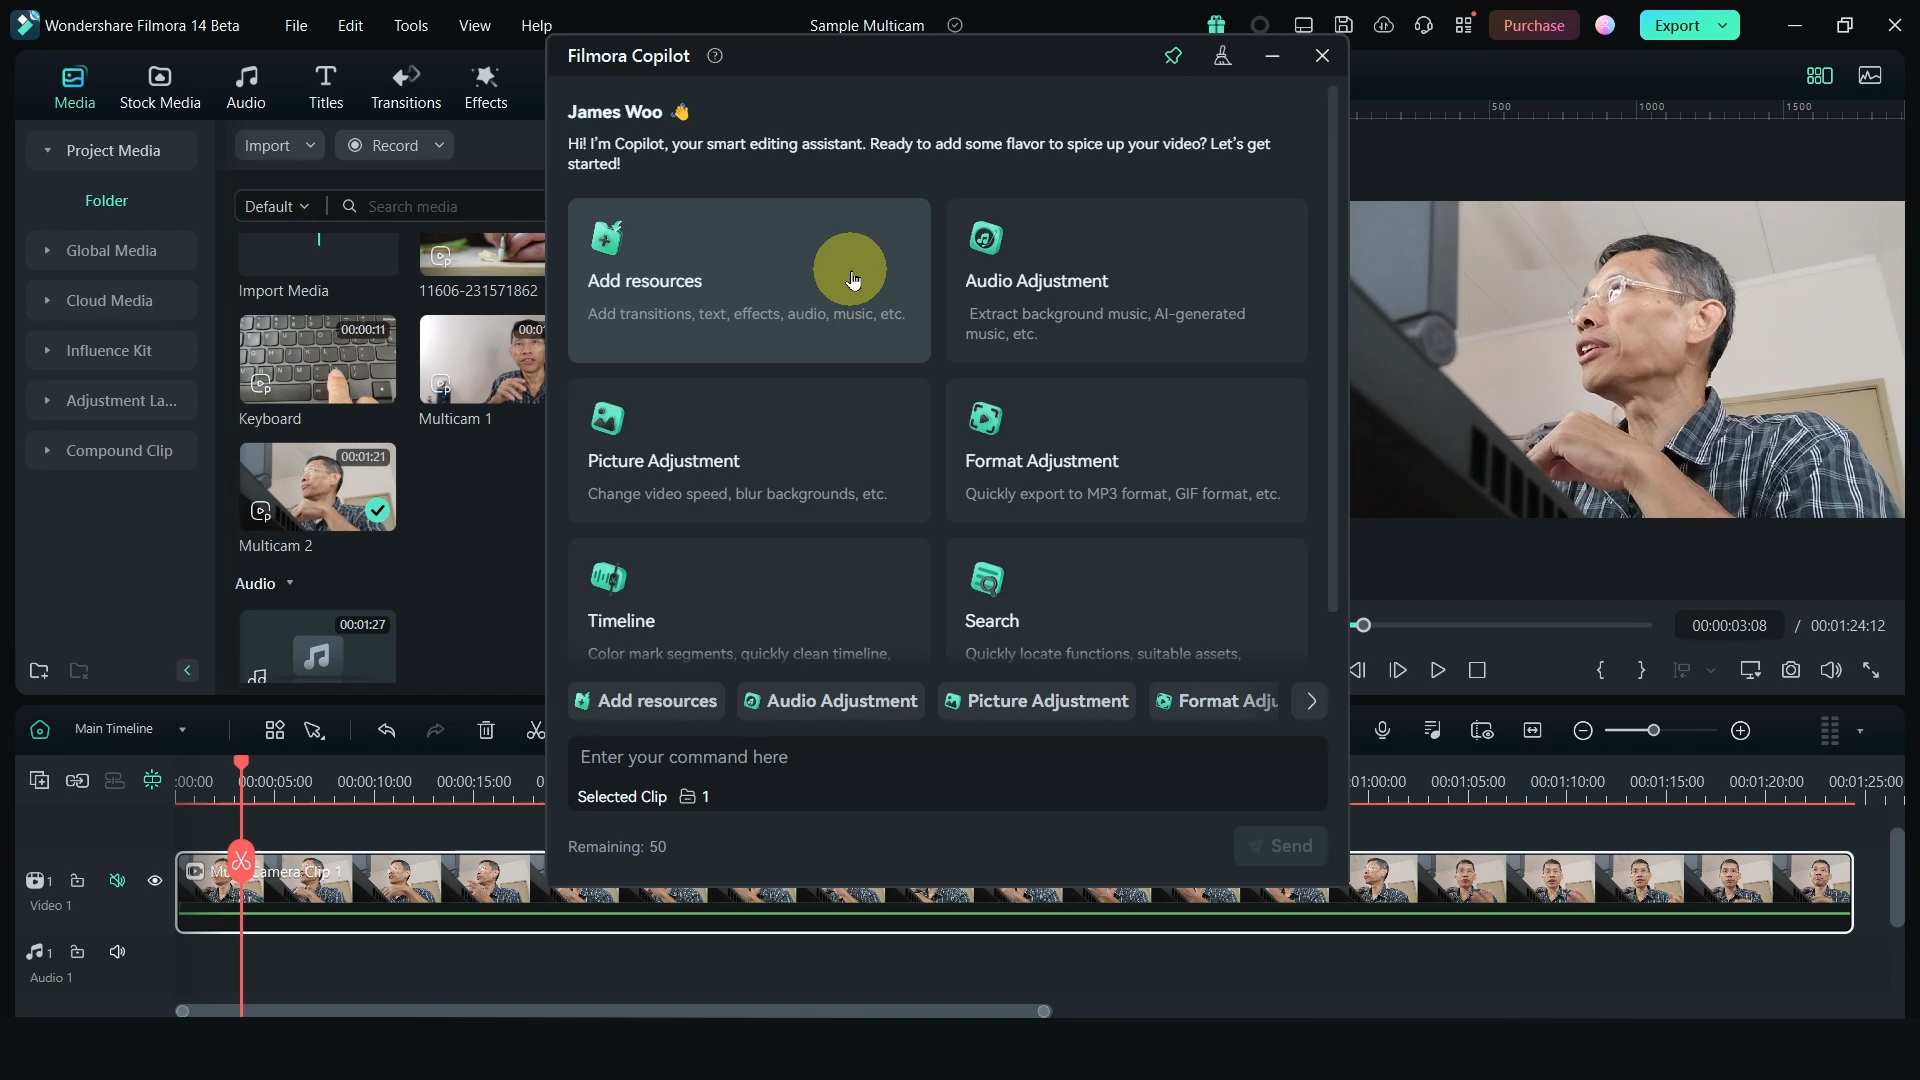 Wondershare Filmora 14 Beta
File
Edit
Tools
View
Help
Sample Multicam
Purchase
Export
Media
Stock Media
Audio
Titles
Transitions
Effects
Project Media
Folder
Global Media
Cloud Media
Influence Kit
Adjustment La...
Compound Clip
Import
Record
Default
Search media
Import Media
11606-231571862
00:00:11
Keyboard
Multicam 1
00:01:21
Multicam 2
Audio
00:01:27
Filmora Copilot
James Woo 👋
Hi! I'm Copilot, your smart editing assistant. Ready to add some flavor to spice up your video? Let's get
started!
Add resources
Add transitions, text, effects, audio, music, etc.
Audio Adjustment
Extract background music, AI-generated
music, etc.
Picture Adjustment
Change video speed, blur backgrounds, etc.
Format Adjustment
Quickly export to MP3 format, GIF format, etc.
Timeline
Color mark segments, quickly clean timeline,
Search
Quickly locate functions, suitable assets,
Add resources
Audio Adjustment
Picture Adjustment
Format Adju
Enter your command here
Selected Clip 1
Remaining: 50
Send
500
1000
1500
00:00:03:08 / 00:01:24:12
Main Timeline
:00:00
00:00:05:00
00:00:10:00
00:00:15:00
0
:01:00:00
00:01:05:00
00:01:10:00
00:01:15:00
00:01:20:00
00:01:25:00
1
Video 1
1
Audio 1